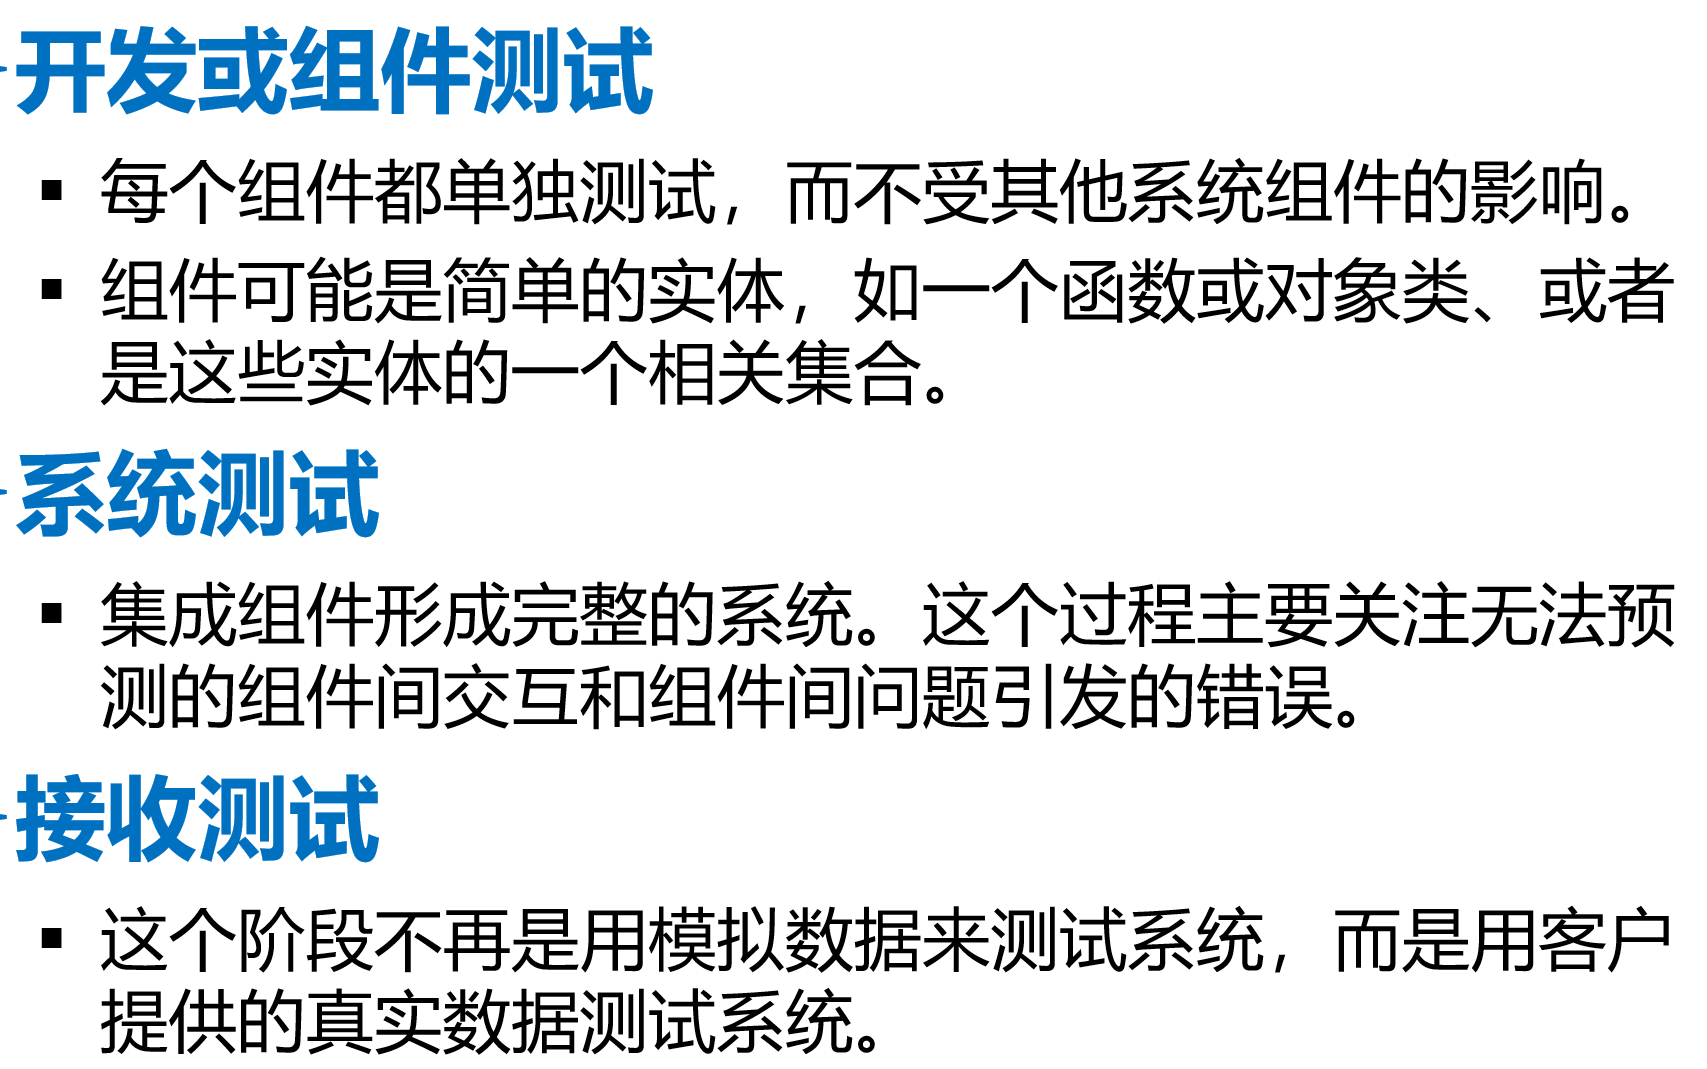 开发或组件测试
▪ 每个组件都单独测试，而不受其他系统组件的影响。
▪ 组件可能是简单的实体，如一个函数或对象类、或者
是这些实体的一个相关集合。
系统测试
▪ 集成组件形成完整的系统。这个过程主要关注无法预
测的组件间交互和组件间问题引发的错误。
接收测试
▪ 这个阶段不再是用模拟数据来测试系统，而是用客户
提供的真实数据测试系统。